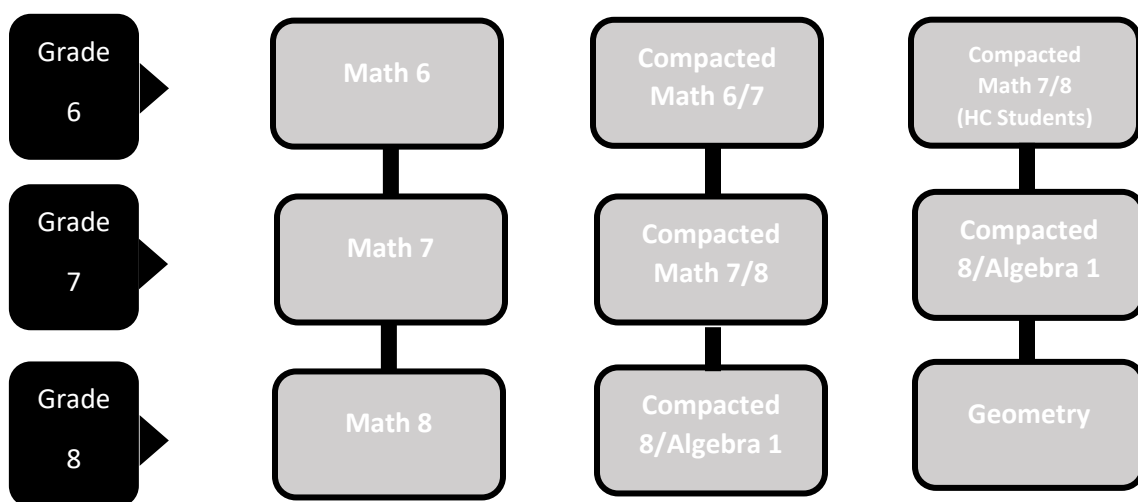 Grade
6
Math 6
Compacted
Math 6/7
Compacted
Math 7/8
(HC Students)
Grade
7
Math 7
Compacted
Math 7/8
Compacted
8/Algebra 1
Grade
8
Math 8
Compacted
8/Algebra 1
Geometry